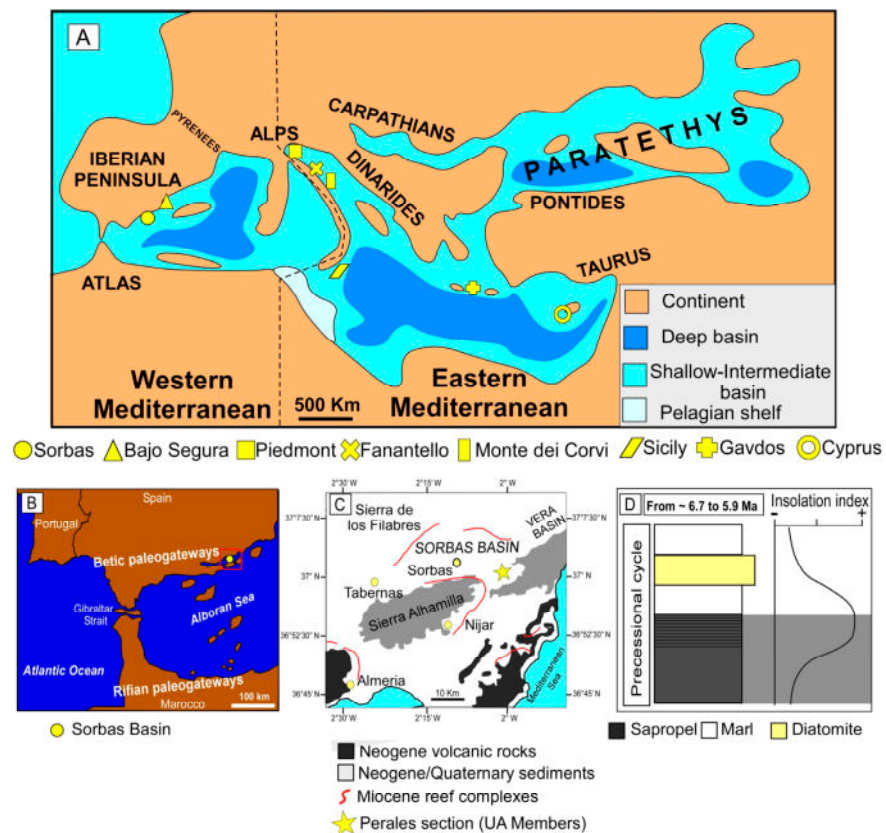 A
CARPATHIANS
PYRENEES
ALPS
DINARIDES
PARATETHYS
IBERIAN
PENINSULA
PONTIDES
TAURUS
ATLAS
Continent
Deep basin
Shallow-Intermediate
basin
Pelagian shelf
Western
Mediterranean
500 Km
Eastern
Mediterranean
Sorbas
Bajo Segura
Piedmont
Fanantello
Monte dei Corvi
Sicily
Gavdos
Cyprus
B
Spain
Portugal
Betic paleogateways
Gibraltar
Strait
Alboran Sea
Atlantic Ocean
Rifian paleogateways
Marocco
100 km
Sorbas Basin
2°30' W
2°15' W
2° W
C
Sierra de
los Filabres
37°7'30" N
VERA
BASIN
SORBAS BASIN
Sorbas
37° N
Tabernas
Sierra Alhamilla
Nijar
36°52'30" N
Almeria
10 Km
Mediterranean
Sea
36°45' N
2°30' W
2°15' W
2° W
Neogene volcanic rocks
Neogene/Quaternary sediments
Miocene reef complexes
Perales section (UA Members)
D
From ~ 6.7 to 5.9 Ma
Insolation index
- +
Precessional cycle
Sapropel
Marl
Diatomite